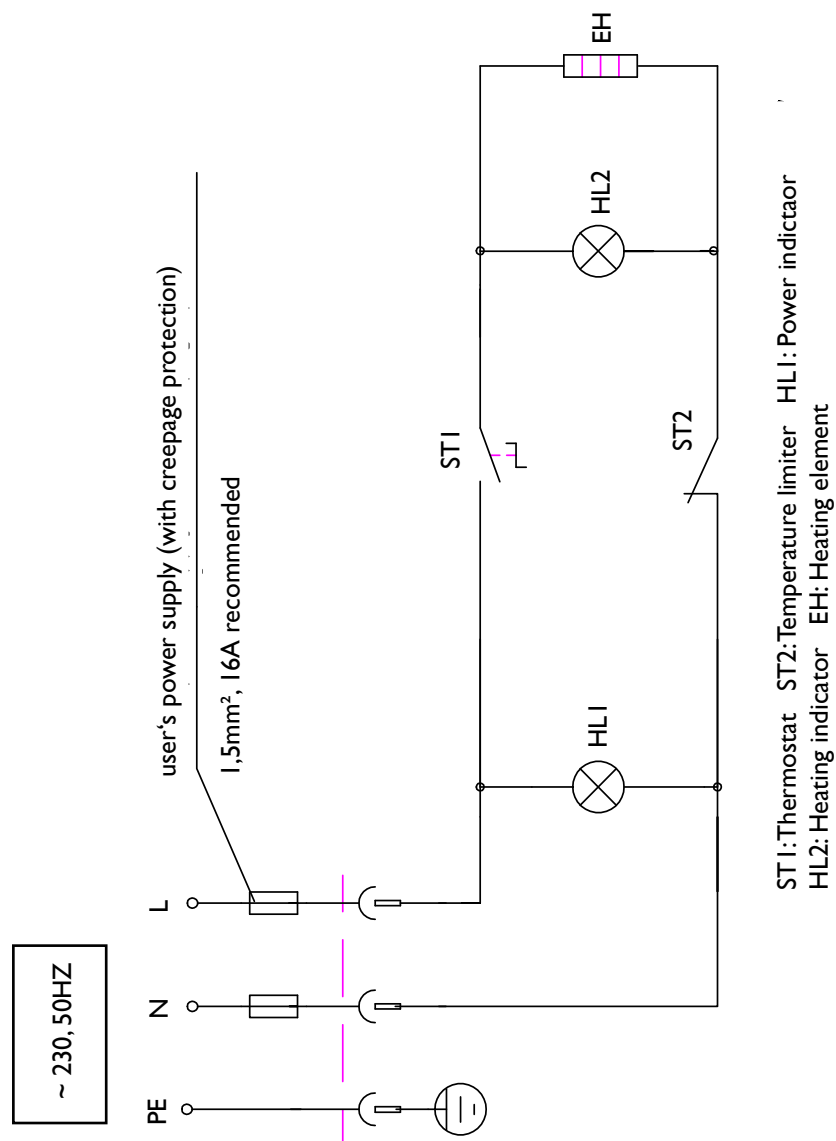 ~ 230, 50HZ
PE
N
L
user‘s power supply (with creepage protection)
1,5mm², 16A recommended
HL1
ST1
ST2
HL2
EH
ST1: Thermostat ST2: Temperature limiter HL1: Power indictaor
HL2: Heating indicator EH: Heating element